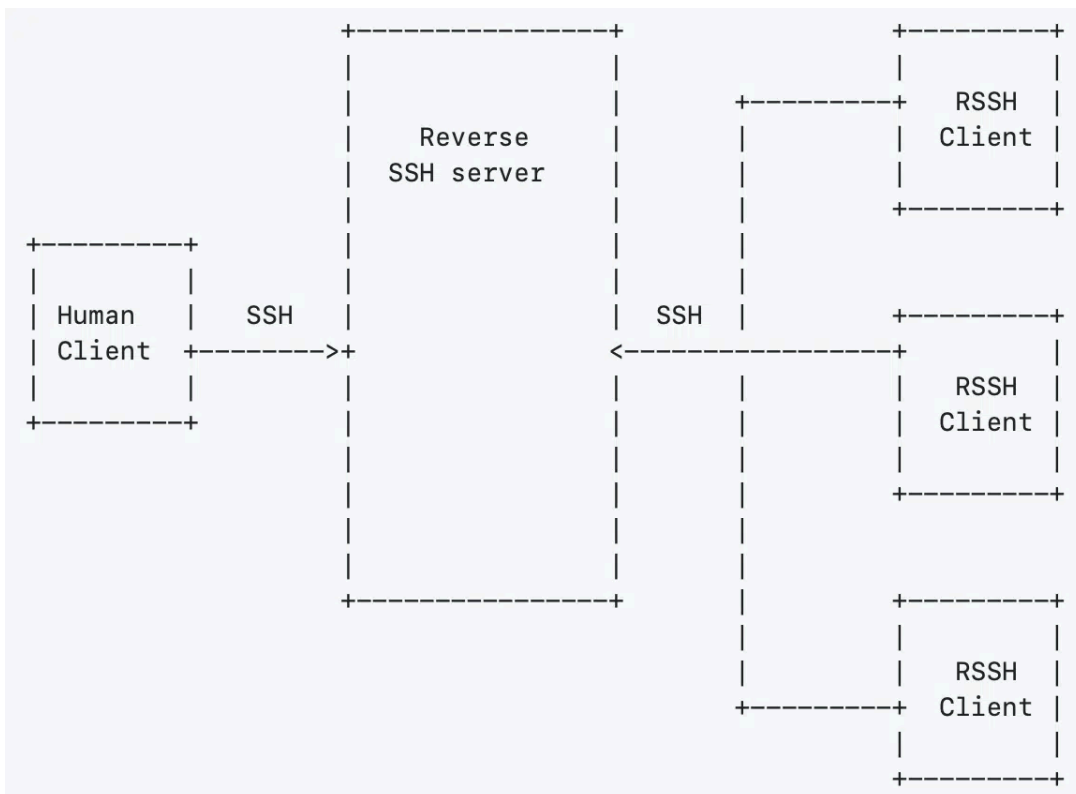 Reverse
SSH server
Human
Client
SSH
SSH
RSSH
Client
RSSH
Client
RSSH
Client